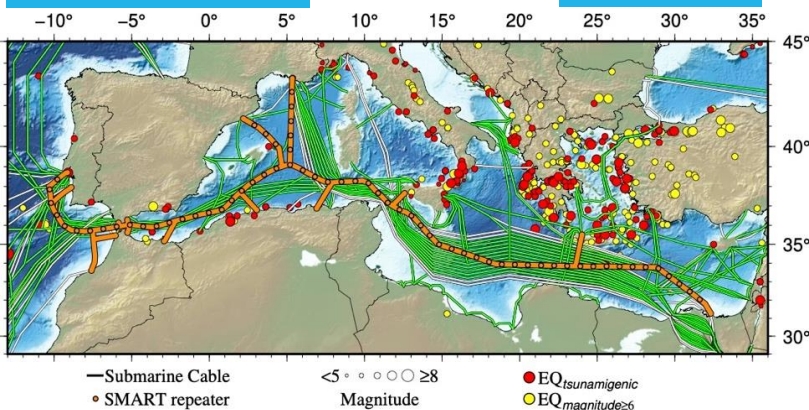 −10° −5° 0° 5° 10° 15° 20° 25° 30° 35°
45°
40°
35°
30°
Submarine Cable <5 ≥8 EQtsunamigenic
SMART repeater Magnitude EQmagnitude≥6